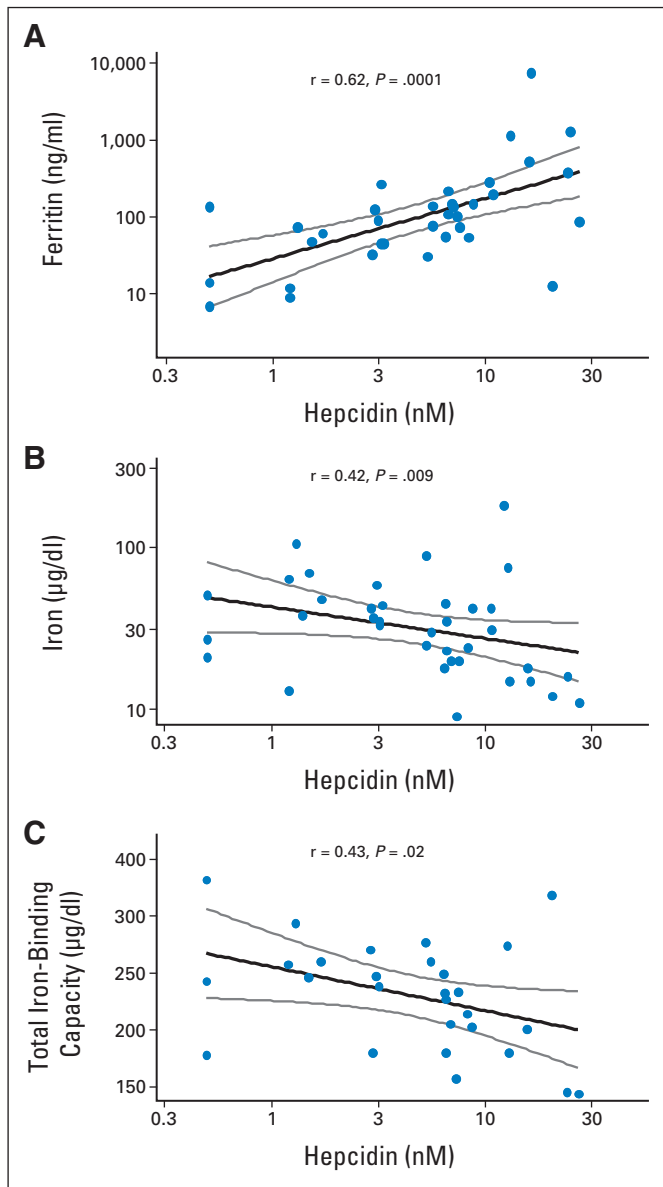 A
r = 0.62, P = .0001
10,000
1,000
100
10
Ferritin (ng/ml)
0.3 1 3 10 30
Hepcidin (nM)
B
r = 0.42, P = .009
300
100
30
10
Iron (µg/dl)
0.3 1 3 10 30
Hepcidin (nM)
C
r = 0.43, P = .02
400
300
250
200
150
Total Iron-Binding
Capacity (µg/dl)
0.3 1 3 10 30
Hepcidin (nM)